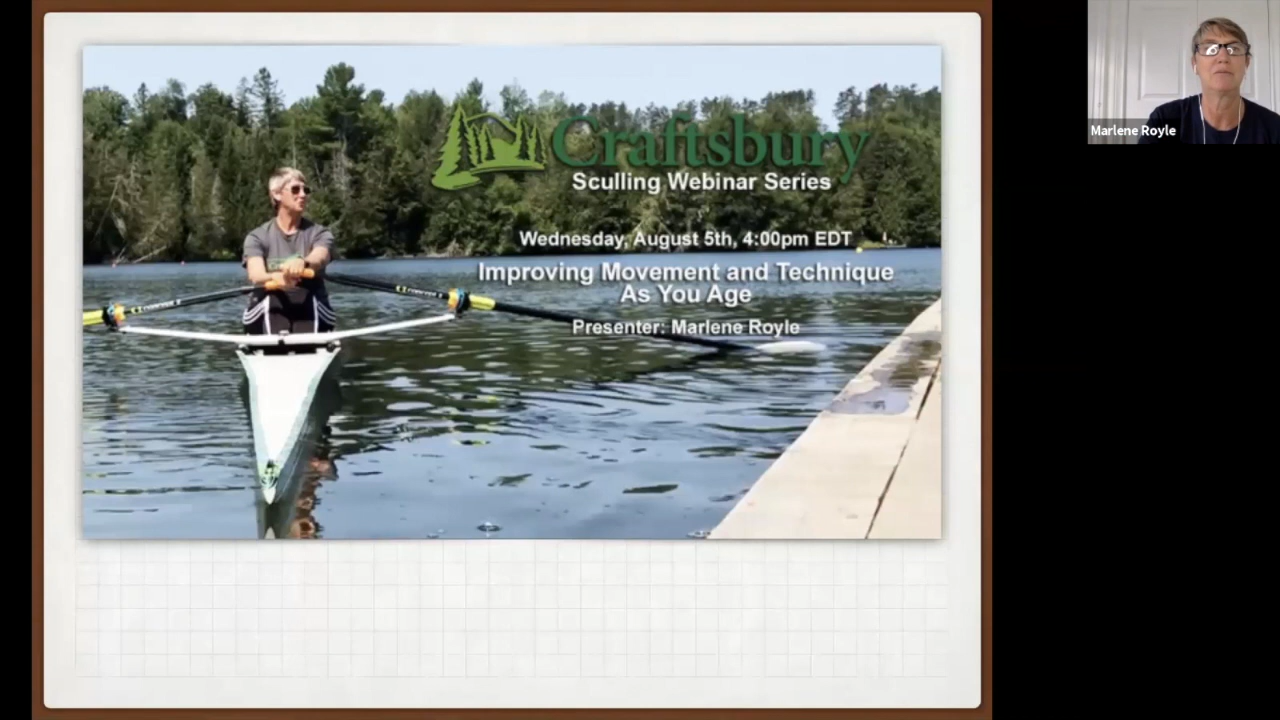 Craftsbury
Sculling Webinar Series
Wednesday, August 5th, 4:00pm EDT
Improving Movement and Technique
As You Age
Presenter: Marlene Royle
Marlene Royle